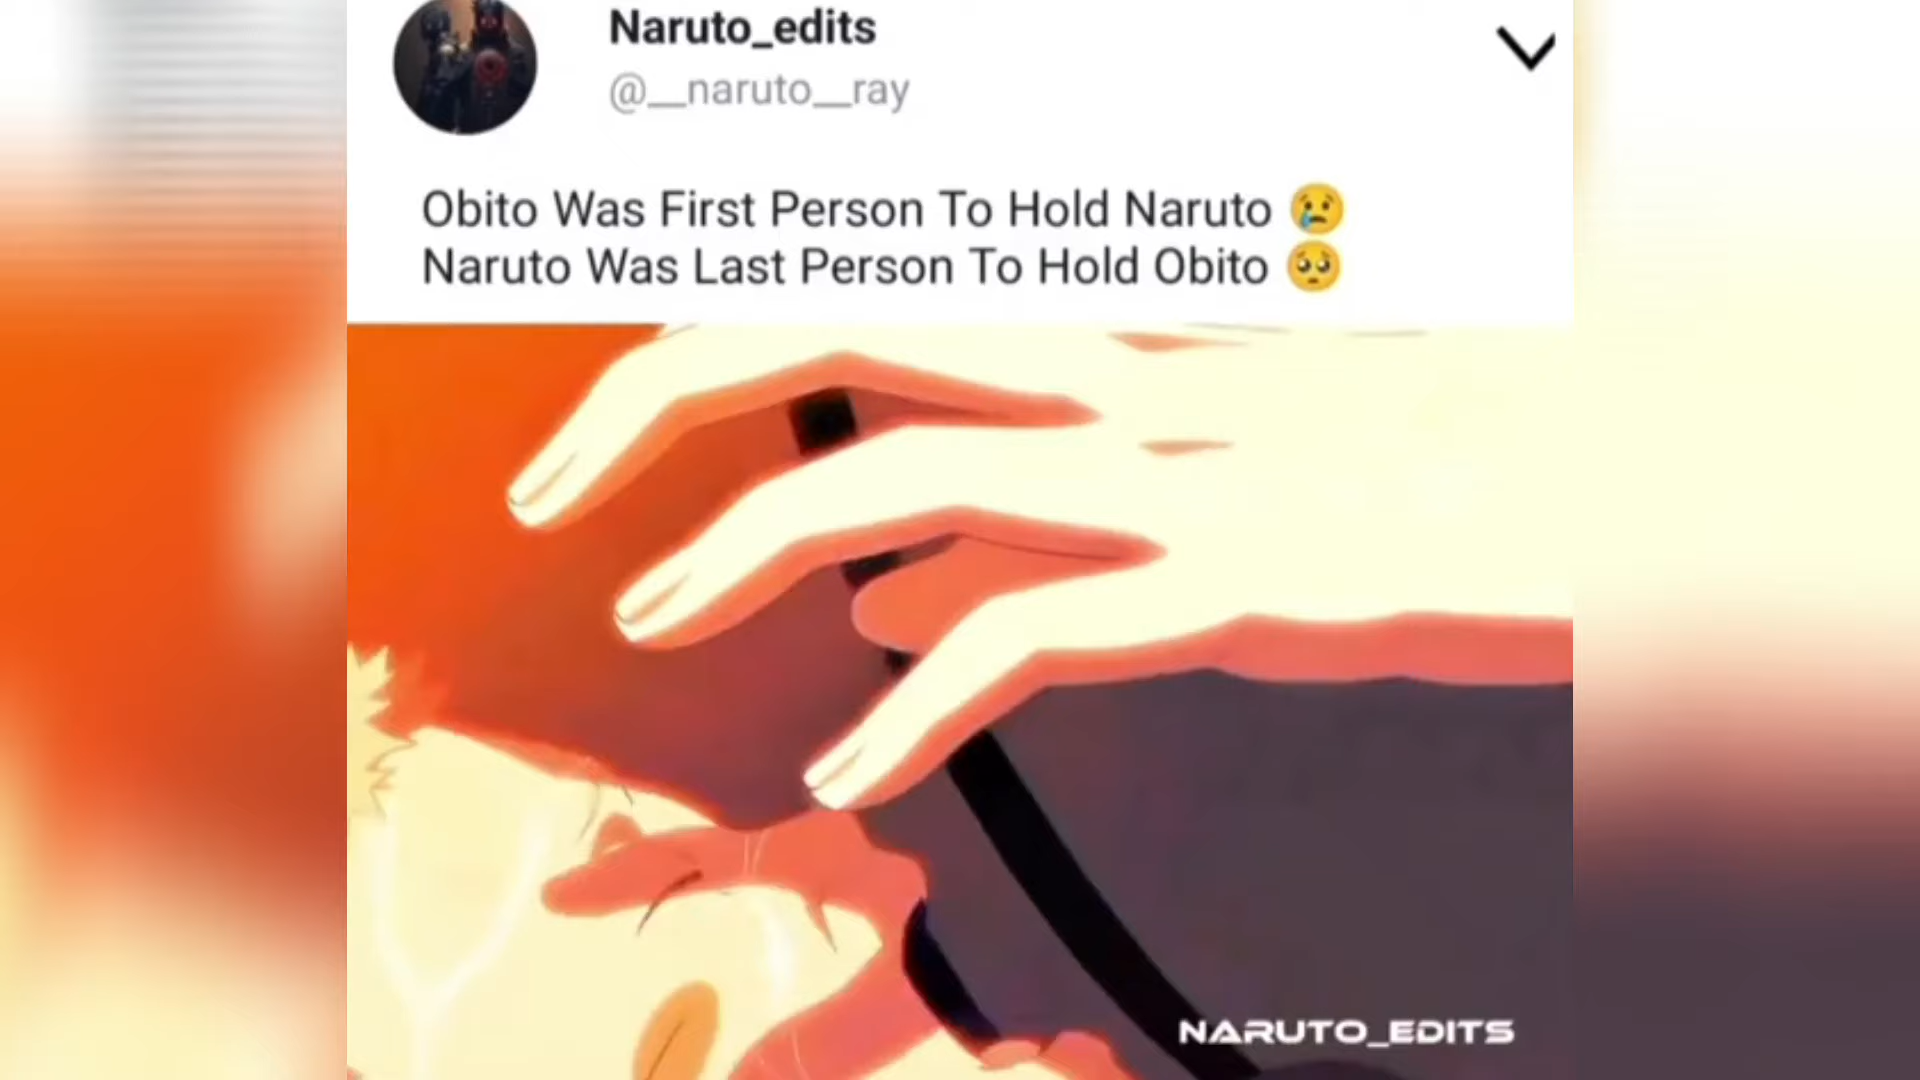 Naruto_edits
@__naruto__ray
Obito Was First Person To Hold Naruto 😢
Naruto Was Last Person To Hold Obito 🥺
NARUTO_EDITS